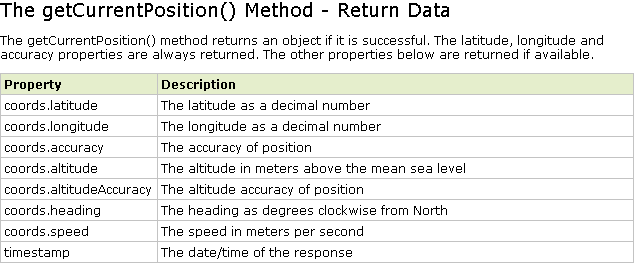 The getCurrentPosition() Method - Return Data
The getCurrentPosition() method returns an object if it is successful. The latitude, longitude and
accuracy properties are always returned. The other properties below are returned if available.
Property Description
coords.latitude The latitude as a decimal number
coords.longitude The longitude as a decimal number
coords.accuracy The accuracy of position
coords.altitude The altitude in meters above the mean sea level
coords.altitudeAccuracy The altitude accuracy of position
coords.heading The heading as degrees clockwise from North
coords.speed The speed in meters per second
timestamp The date/time of the response